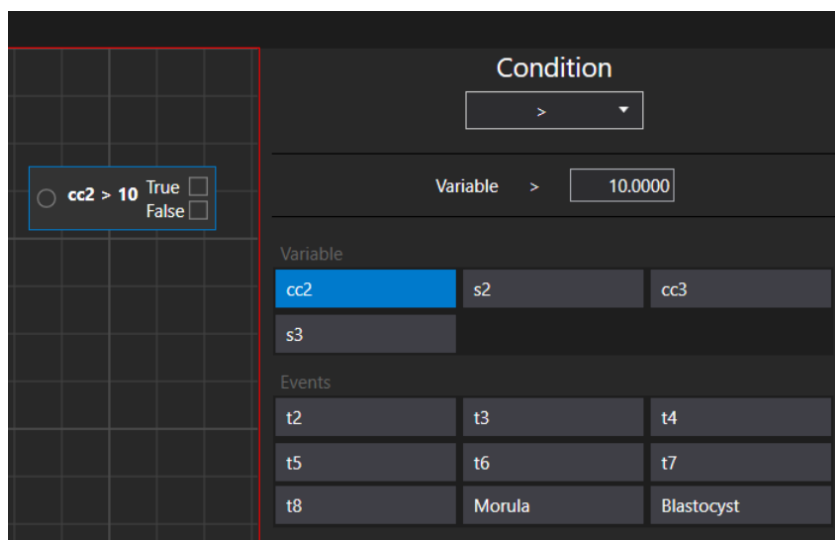 Condition
>
cc2 > 10 True
False
Variable > 10.0000
Variable
cc2 s2 cc3
s3
Events
t2 t3 t4
t5 t6 t7
t8 Morula Blastocyst